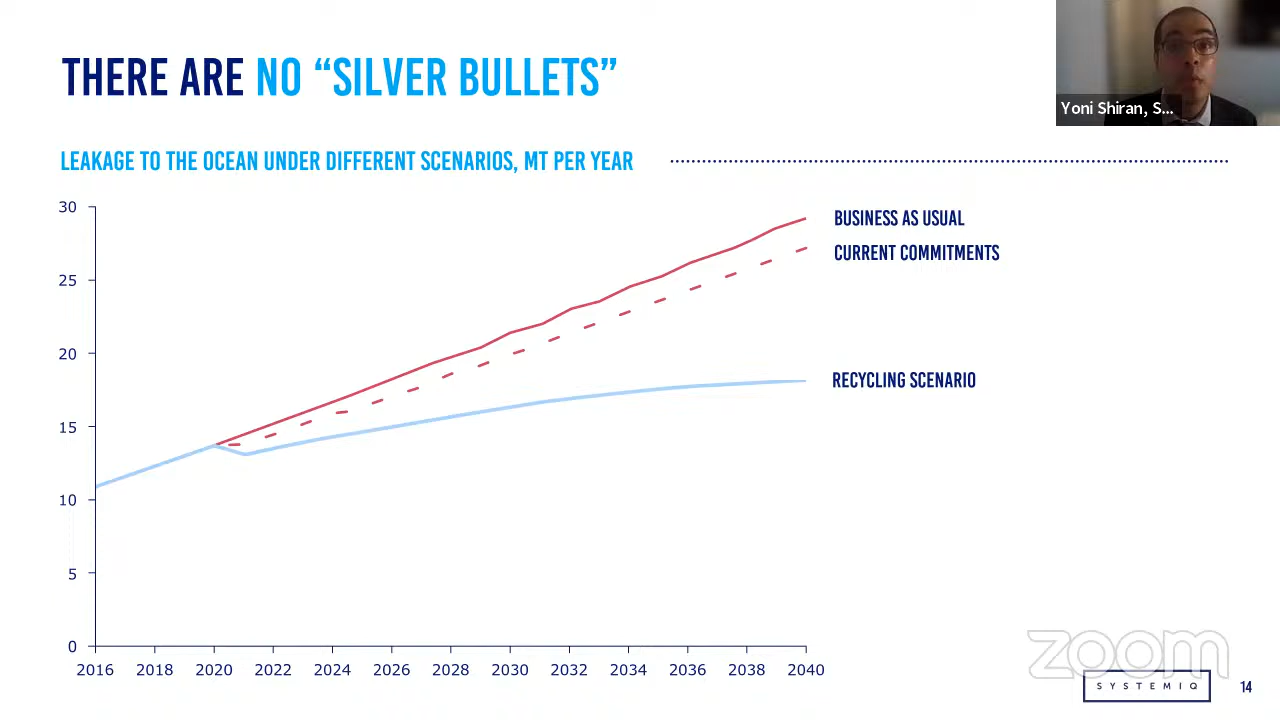 THERE ARE NO “SILVER BULLETS”
Yoni Shiran, S...
LEAKAGE TO THE OCEAN UNDER DIFFERENT SCENARIOS, MT PER YEAR
30
25
20
15
10
5
0
BUSINESS AS USUAL
CURRENT COMMITMENTS
RECYCLING SCENARIO
2016 2018 2020 2022 2024 2026 2028 2030 2032 2034 2036 2038 2040
zoom
SYSTEMIQ
14